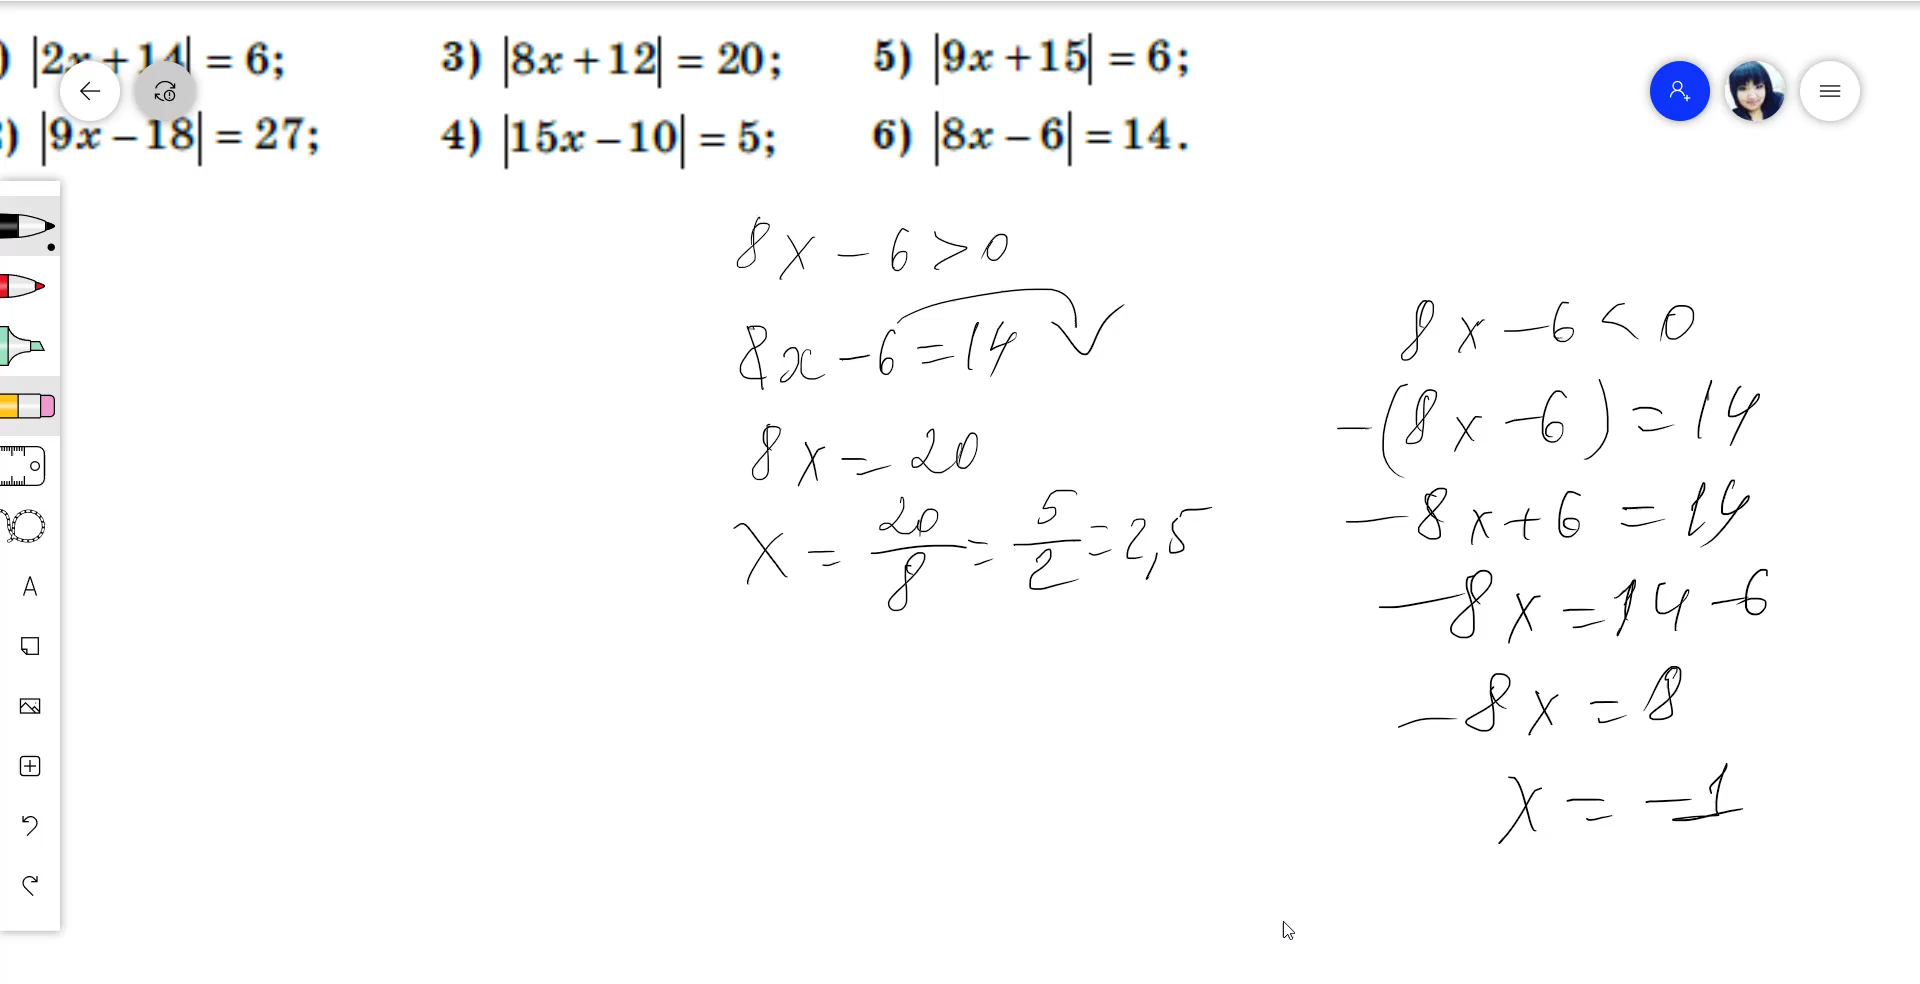 ) |2x + 14| = 6;
3) |8x + 12| = 20;
5) |9x + 15| = 6;
) |9x – 18| = 27;
4) |15x – 10| = 5;
6) |8x – 6| = 14.
8x – 6 > 0
8x – 6 = 14
8x = 20
x = 20/8 = 5/2 = 2,5
8x – 6 < 0
–(8x – 6) = 14
–8x + 6 = 14
–8x = 14 – 6
–8x = 8
x = –1
A